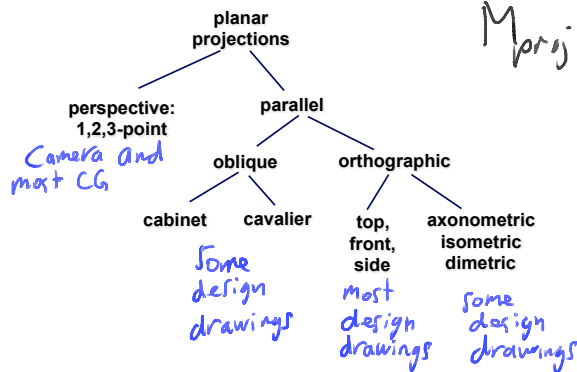 planar
projections
Mproj
perspective:
1,2,3-point
Camera and
most CG
parallel
oblique
orthographic
cabinet
cavalier
some
design
drawings
top,
front,
side
most
design
drawings
axonometric
isometric
dimetric
some
design
drawings